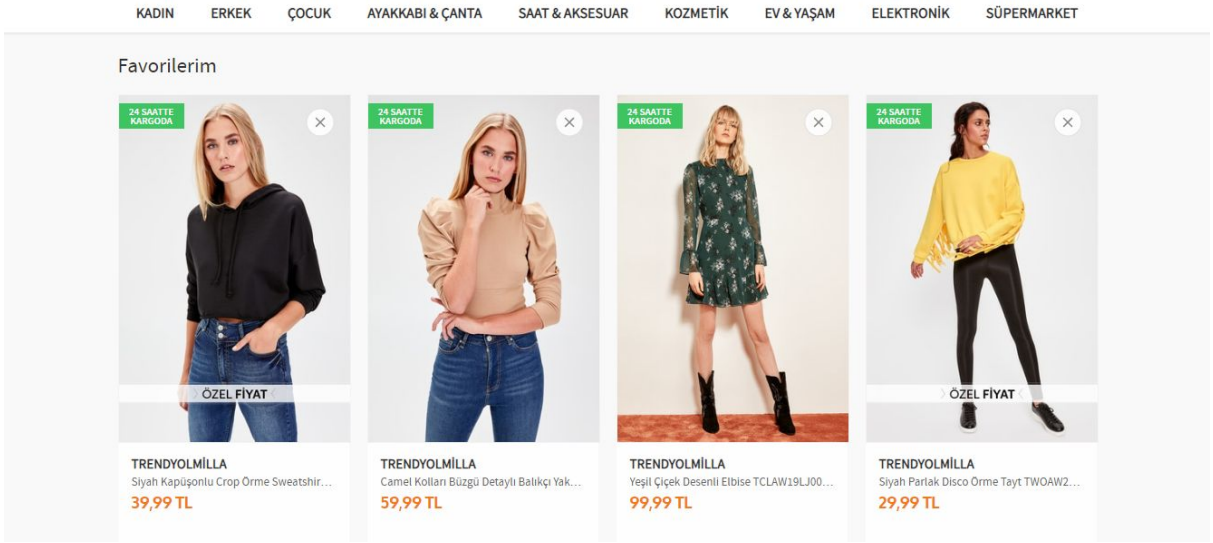 KADIN ERKEK ÇOCUK AYAKKABI & ÇANTA SAAT & AKSESUAR KOZMETİK EV & YAŞAM ELEKTRONİK SÜPERMARKET
Favorilerim
24 SAATTE
KARGODA
ÖZEL FİYAT
TRENDYOLMİLLA
Siyah Kapüşonlu Crop Örme Sweatshir...
39,99 TL
24 SAATTE
KARGODA
TRENDYOLMİLLA
Camel Kolları Büzgü Detaylı Balıkçı Yak...
59,99 TL
24 SAATTE
KARGODA
TRENDYOLMİLLA
Yeşil Çiçek Desenli Elbise TCLAW19LJ00...
99,99 TL
24 SAATTE
KARGODA
ÖZEL FİYAT
TRENDYOLMİLLA
Siyah Parlak Disco Örme Tayt TWOAW2...
29,99 TL